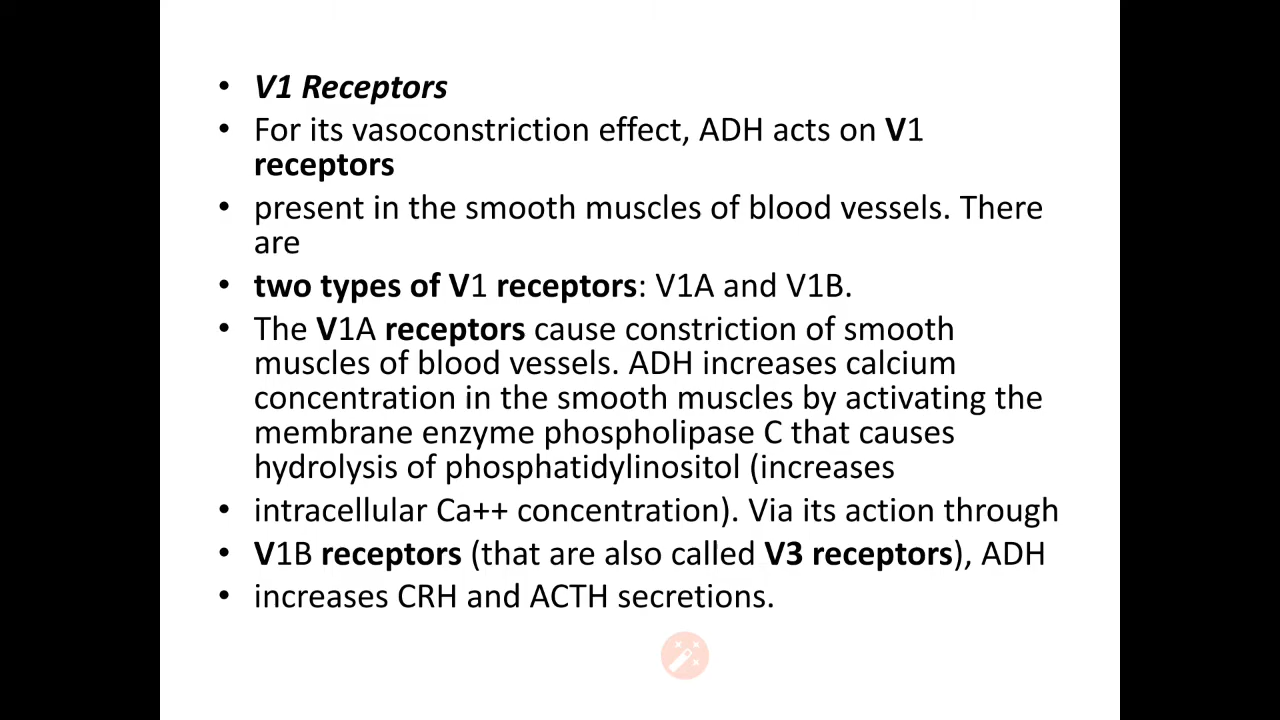 • V1 Receptors
• For its vasoconstriction effect, ADH acts on V1
receptors
• present in the smooth muscles of blood vessels. There
are
• two types of V1 receptors: V1A and V1B.
• The V1A receptors cause constriction of smooth
muscles of blood vessels. ADH increases calcium
concentration in the smooth muscles by activating the
membrane enzyme phospholipase C that causes
hydrolysis of phosphatidylinositol (increases
• intracellular Ca++ concentration). Via its action through
• V1B receptors (that are also called V3 receptors), ADH
• increases CRH and ACTH secretions.